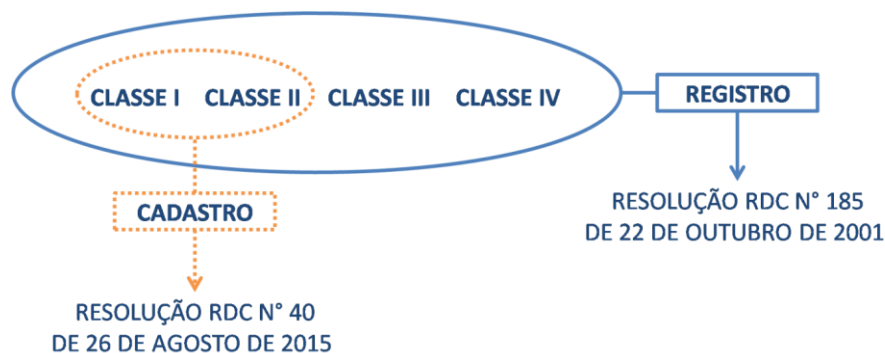 CLASSE I CLASSE II CLASSE III CLASSE IV
REGISTRO
RESOLUÇÃO RDC N° 185
DE 22 DE OUTUBRO DE 2001
CADASTRO
RESOLUÇÃO RDC N° 40
DE 26 DE AGOSTO DE 2015